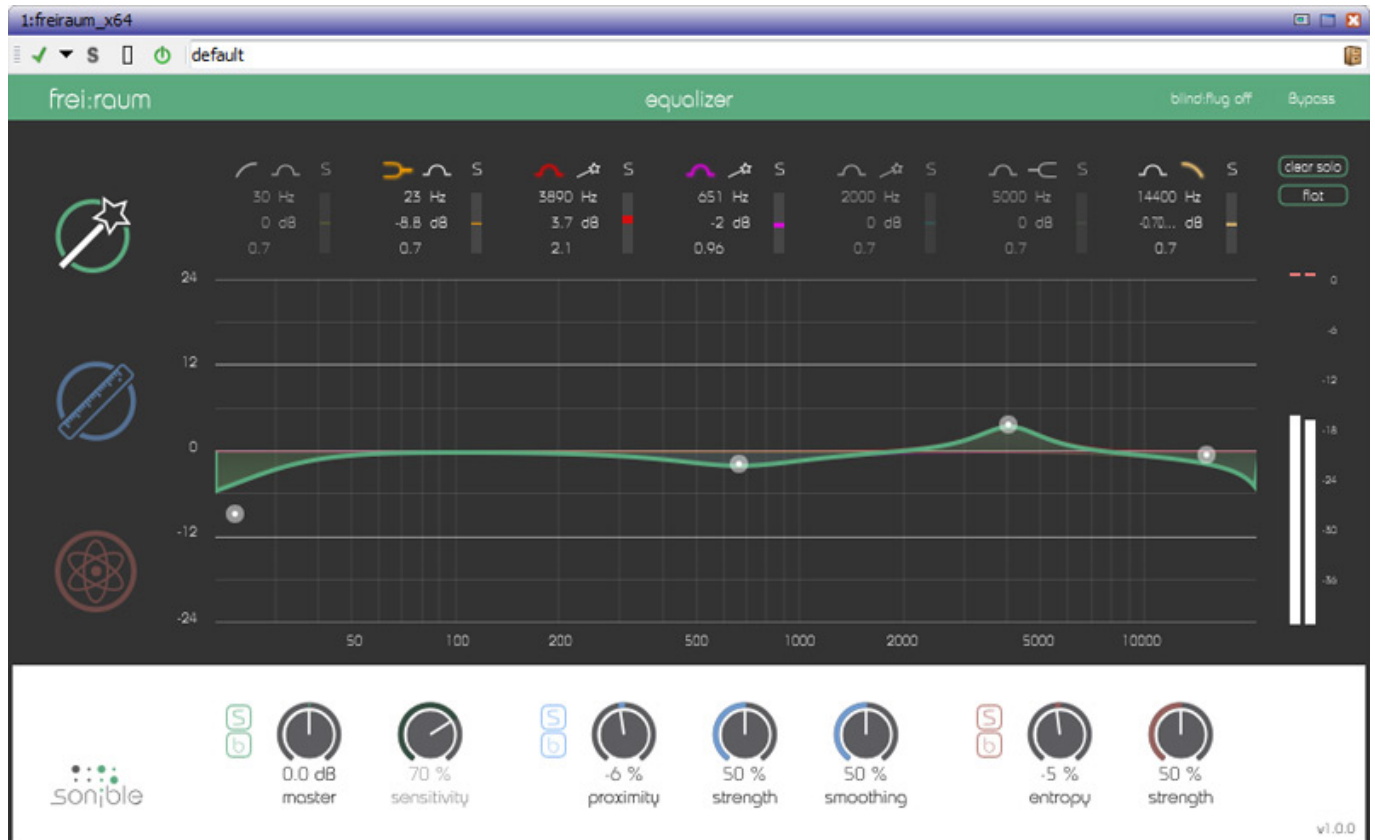 1:freiraum_x64
S default
frei:raum equalizer blind:flug off Bypass
S S S S S S S clear solo
30 Hz 23 Hz 3890 Hz 651 Hz 2000 Hz 5000 Hz 14400 Hz flat
0 dB -8.8 dB 3.7 dB -2 dB 0 dB 0 dB -0.70... dB
0.7 0.7 2.1 0.96 0.7 0.7 0.7
24 0
-6
12 -12
0 -18
-24
-12 -30
-36
-24
50 100 200 500 1000 2000 5000 10000
S S S
b b b
0.0 dB 70 % -6 % 50 % 50 % -5 % 50 %
master sensitivity proximity strength smoothing entropy strength
sonible
v1.0.0